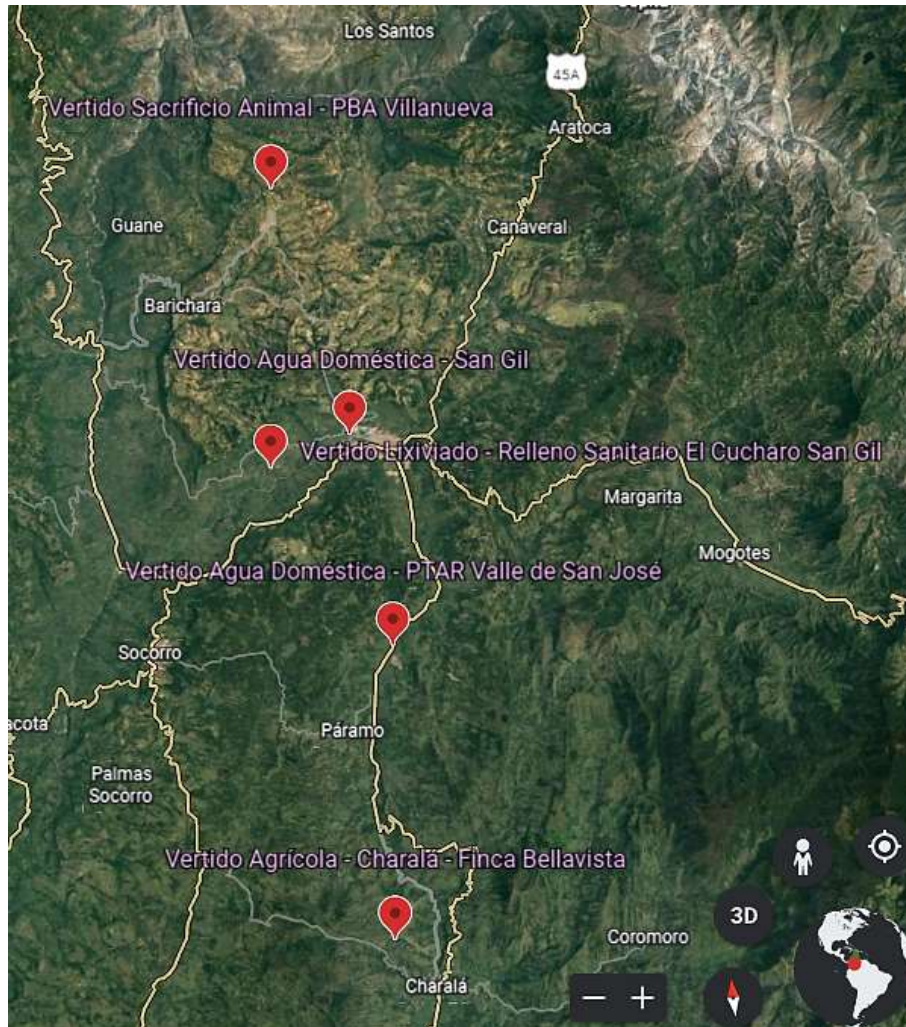 Los Santos
45A
Vertido Sacrificio Animal - PBA Villanueva
Aratoca
Guane
Canaveral
Barichara
Vertido Agua Doméstica - San Gil
Vertido Lixiviado - Relleno Sanitario El Cucharo San Gil
Margarita
Mogotes
Vertido Agua Doméstica - PTAR Valle de San José
Socorro
acota
Páramo
Palmas
Socorro
Vertido Agrícola - Charalá - Finca Bellavista
3D
Coromoro
Charalá